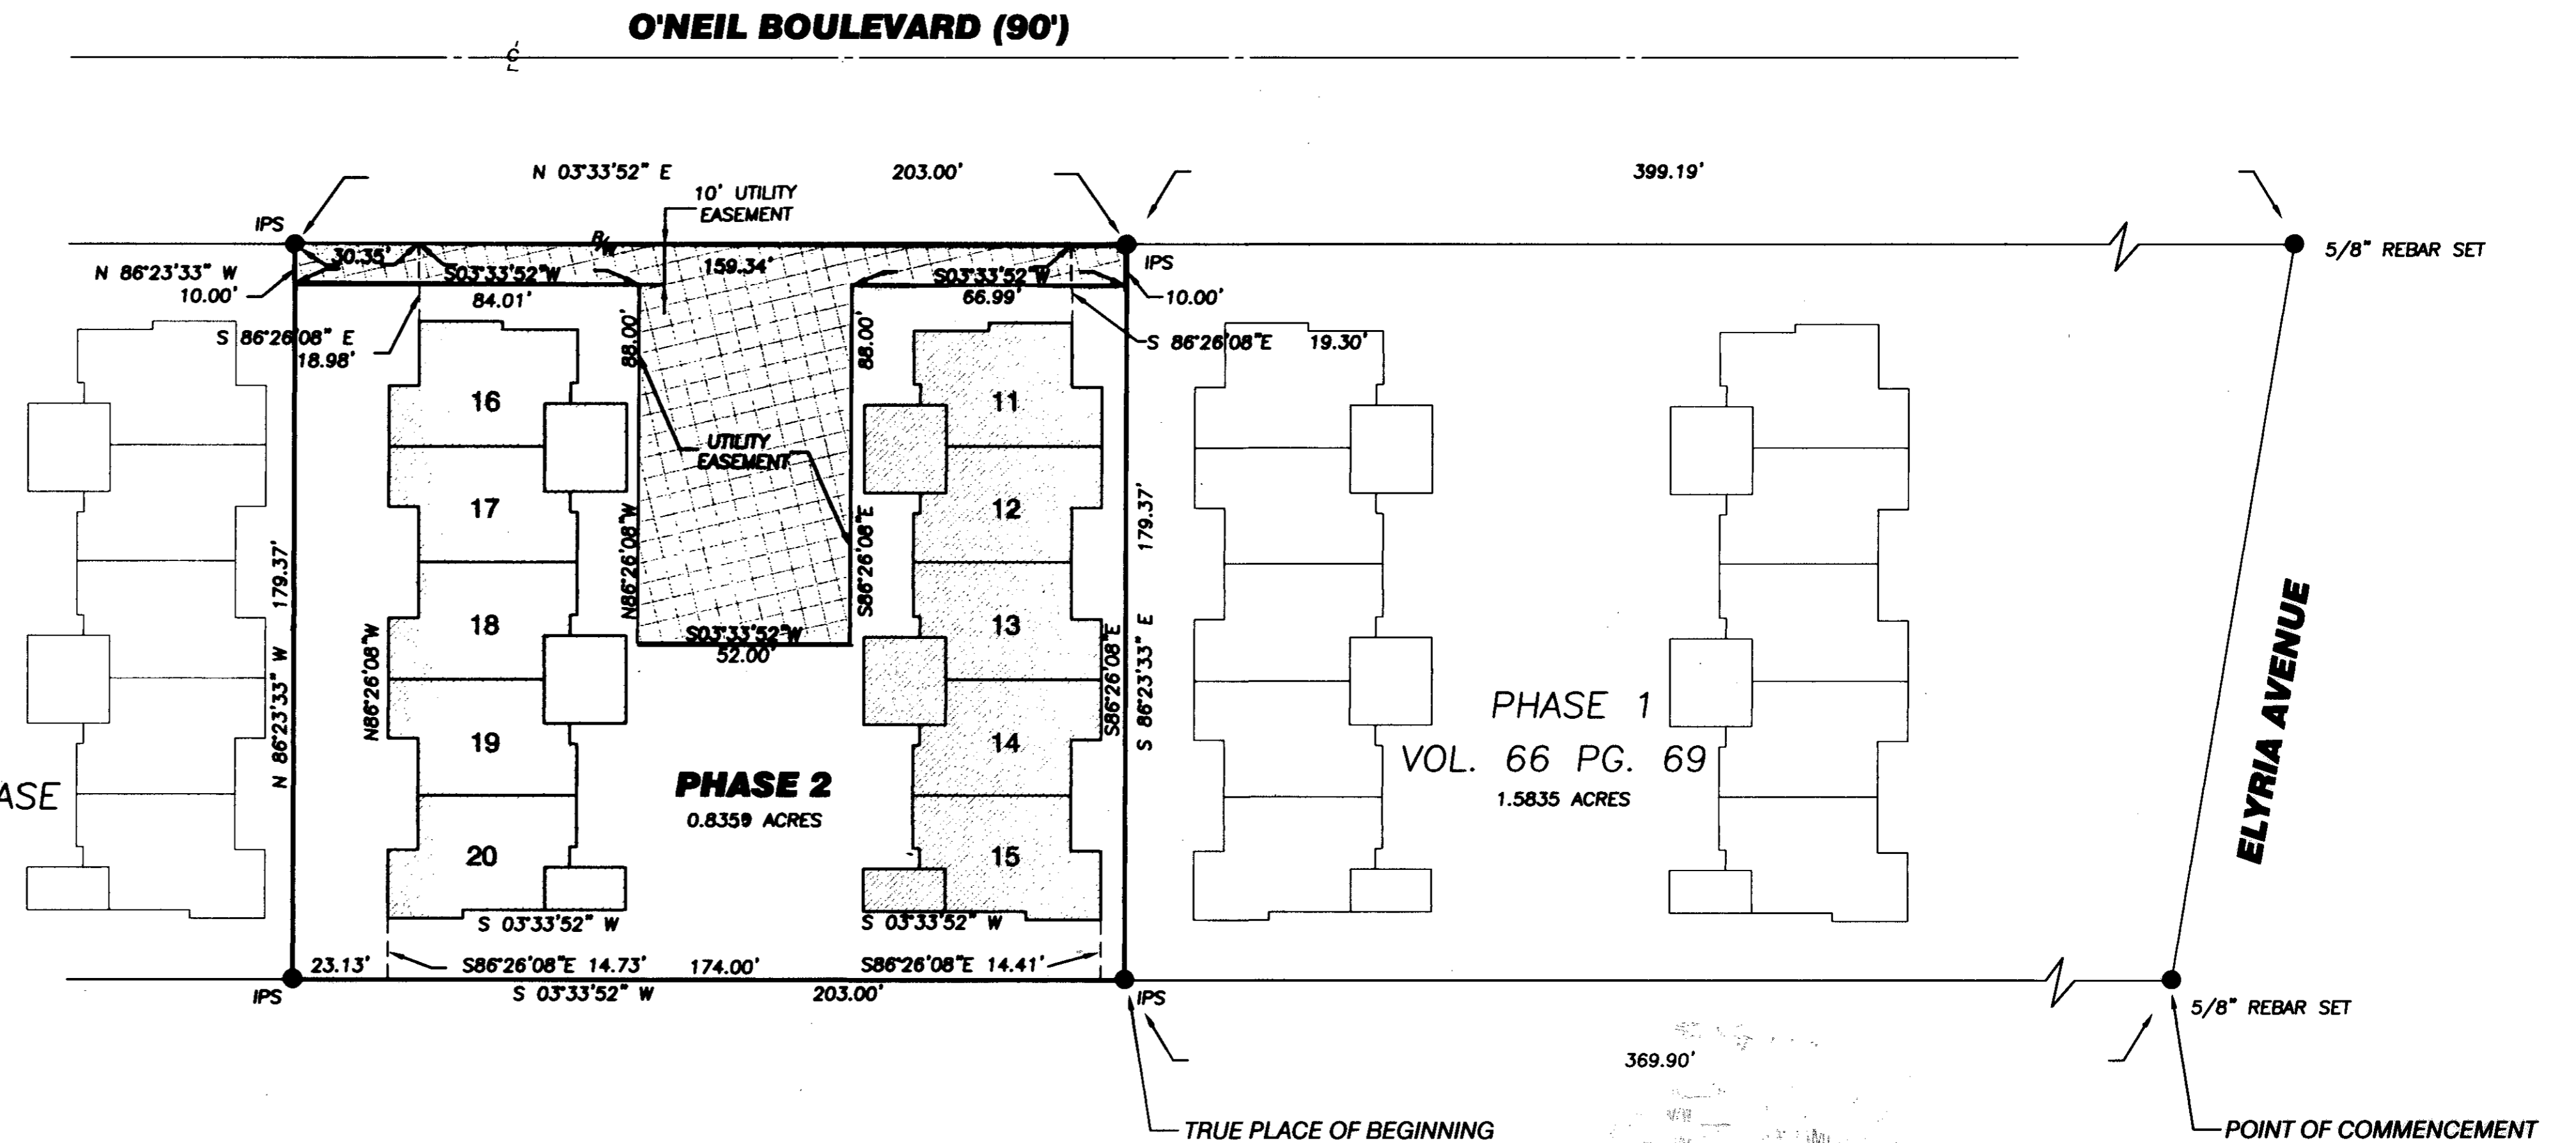 O'NEIL BOULEVARD (90')
N 03°33'52" E
203.00'
399.19'
10' UTILITY
EASEMENT
IPS
R/W
30.35'
159.34'
IPS
5/8" REBAR SET
N 86°23'33" W
10.00'
S03°33'52"W
84.01'
S03°33'52"W
66.99'
10.00'
S 86°26'08" E
18.98'
88.00'
88.00'
S 86°26'08"E 19.30'
16
11
UTILITY
EASEMENT
17
12
N86°26'08"W
S86°26'08"E
179.37'
N 86°23'33" W
179.37'
S 86°23'33" E
18
13
N86°26'08"W
S86°26'08"E
S03°33'52"W
52.00'
ELYRIA AVENUE
PHASE 1
VOL. 66 PG. 69
1.5835 ACRES
19
14
PHASE 2
0.8359 ACRES
ASE
20
15
S 03°33'52" W
S 03°33'52" W
23.13'
S86°26'08"E 14.73'
174.00'
S86°26'08"E 14.41'
IPS
S 03°33'52" W
203.00'
IPS
5/8" REBAR SET
369.90'
TRUE PLACE OF BEGINNING
POINT OF COMMENCEMENT